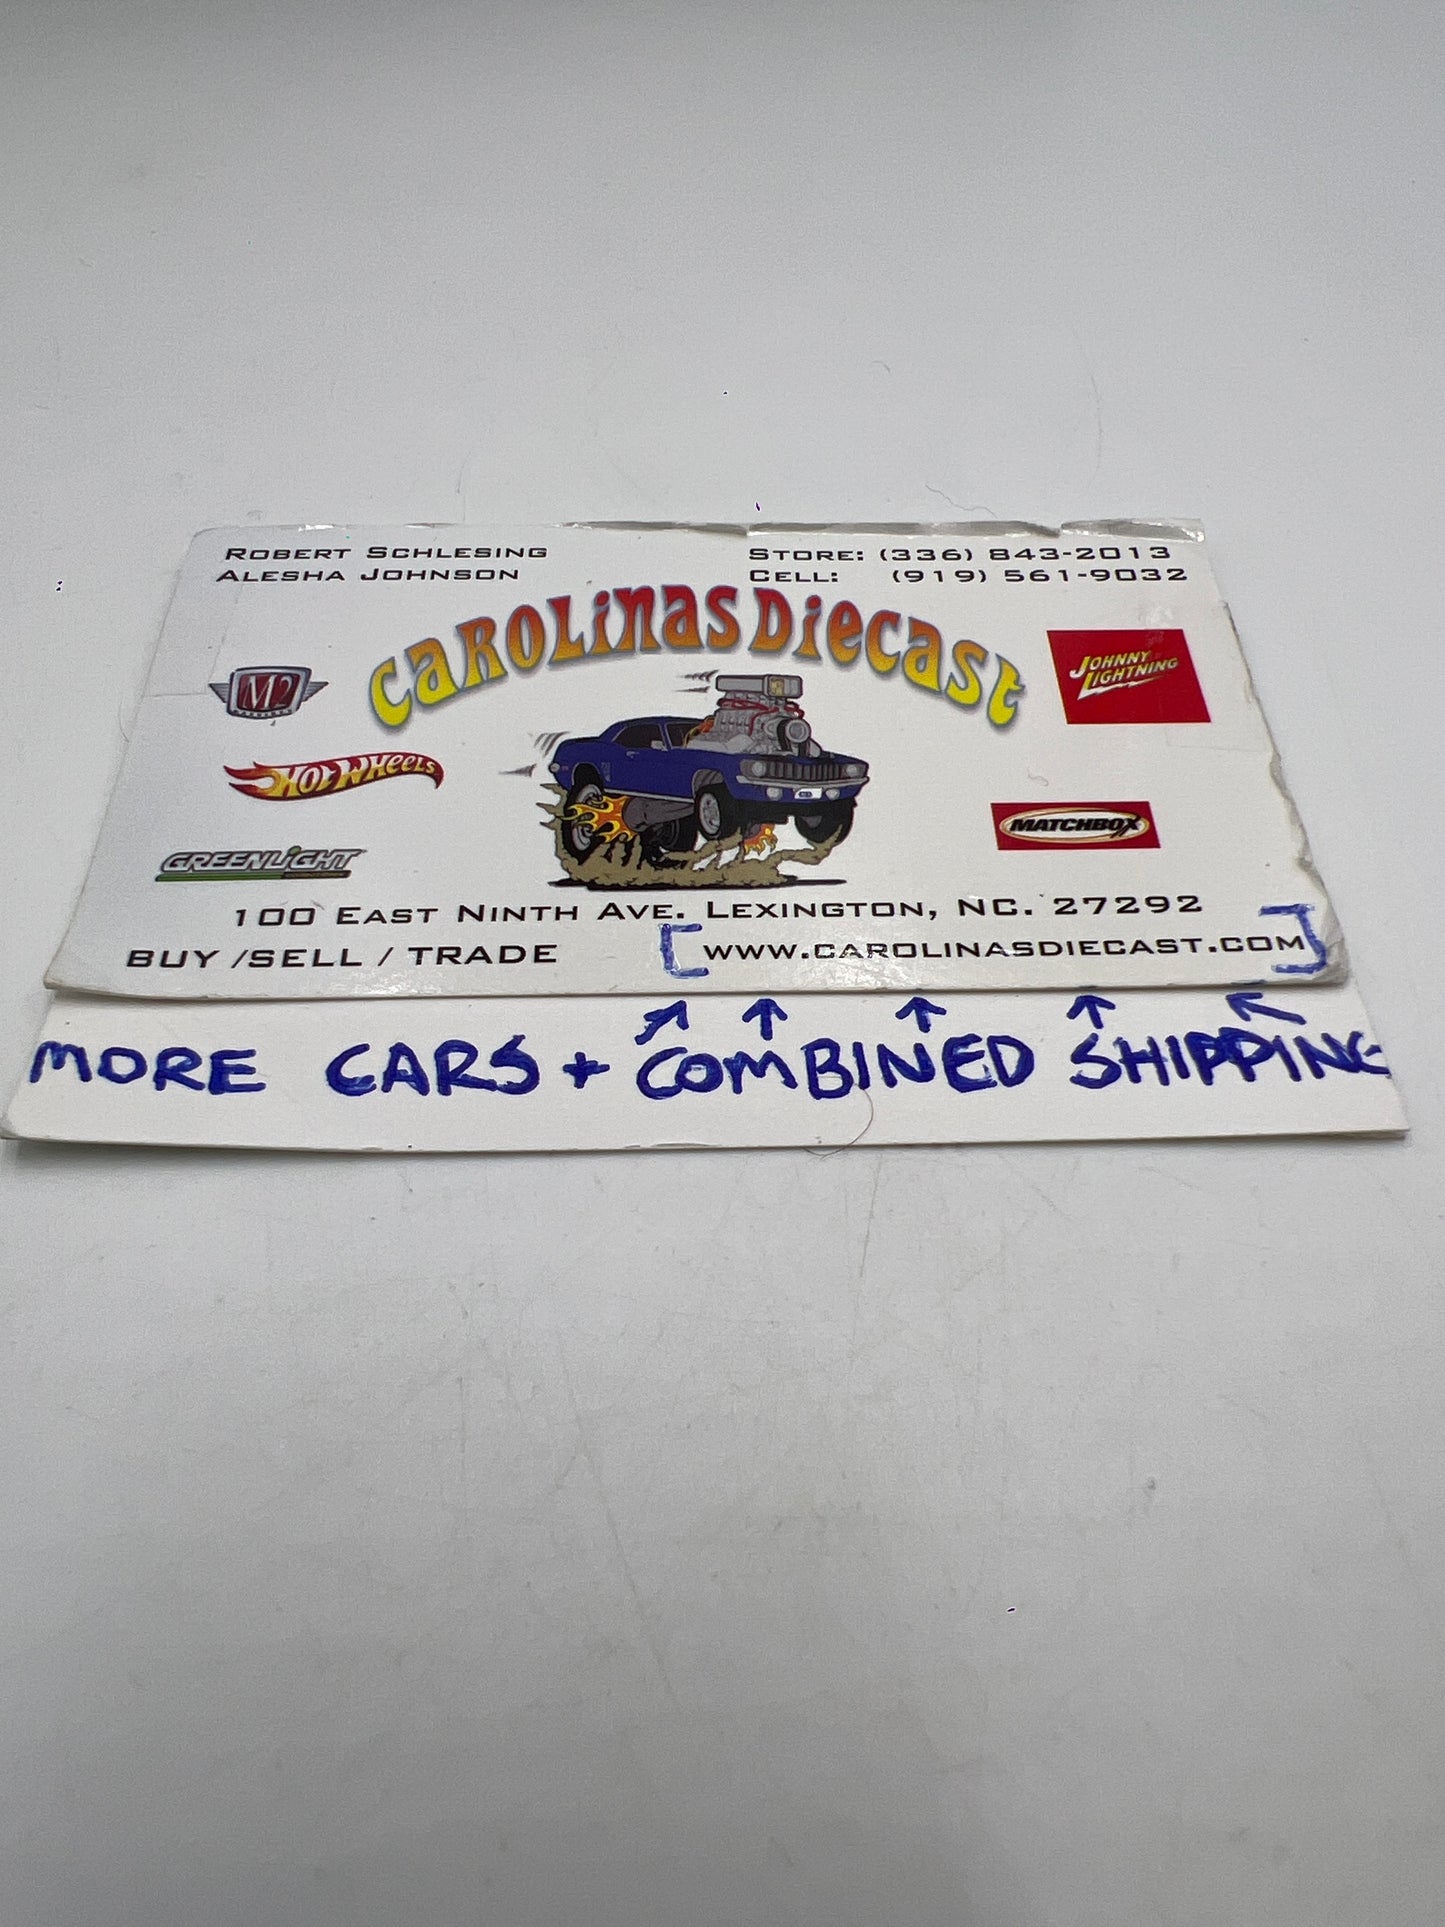 ROBERT SCHLESING
ALESHA JOHNSON
STORE: (336) 843-2013
CELL: (919) 561-9032
CAROLiNAS DiECAST
M2
JOHNNY LIGHTNING
HOT WHEELS
MATCHBOX
GREENLiGHT
100 EAST NINTH AVE. LEXINGTON, NC. 27292
BUY /SELL / TRADE
[WWW.CAROLINASDIECAST.COM]
MORE CARS + COMBINED SHIPPING